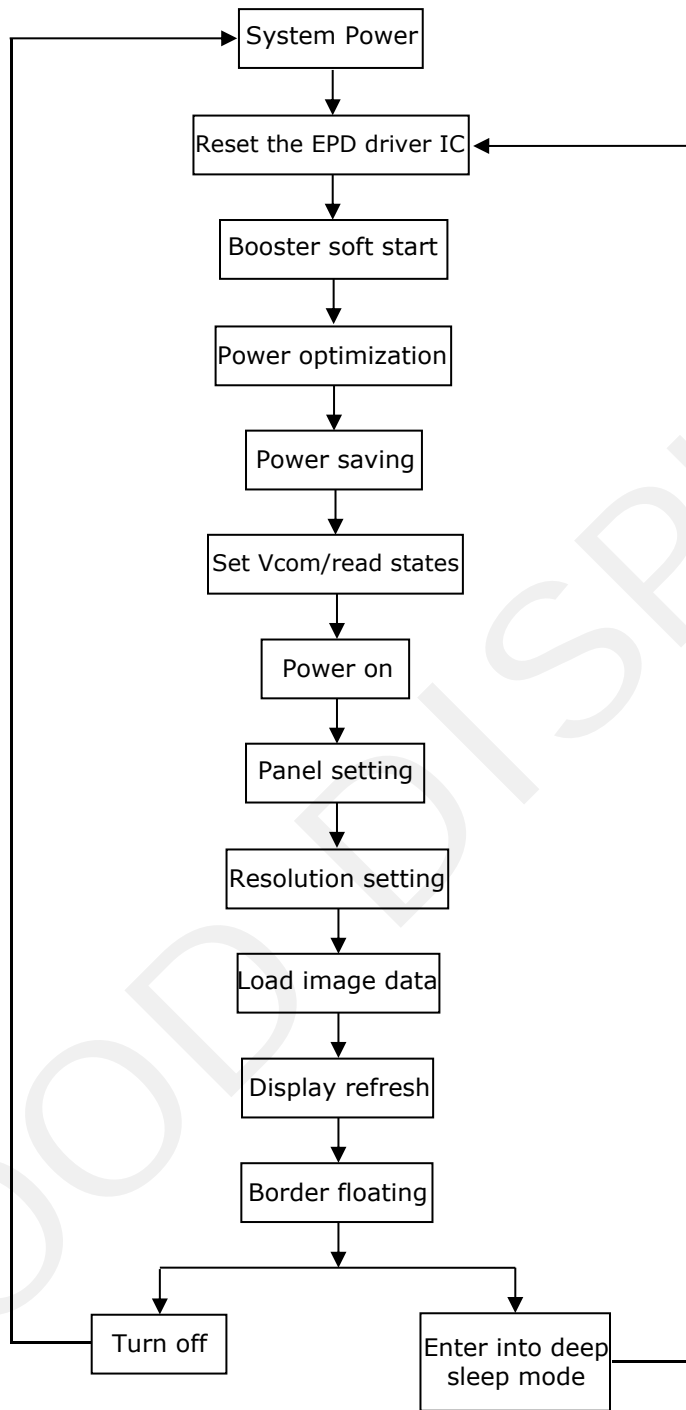 System Power
Reset the EPD driver IC
Booster soft start
Power optimization
Power saving
Set Vcom/read states
Power on
Panel setting
Resolution setting
Load image data
Display refresh
Border floating
Turn off
Enter into deep
sleep mode
OOD DISP